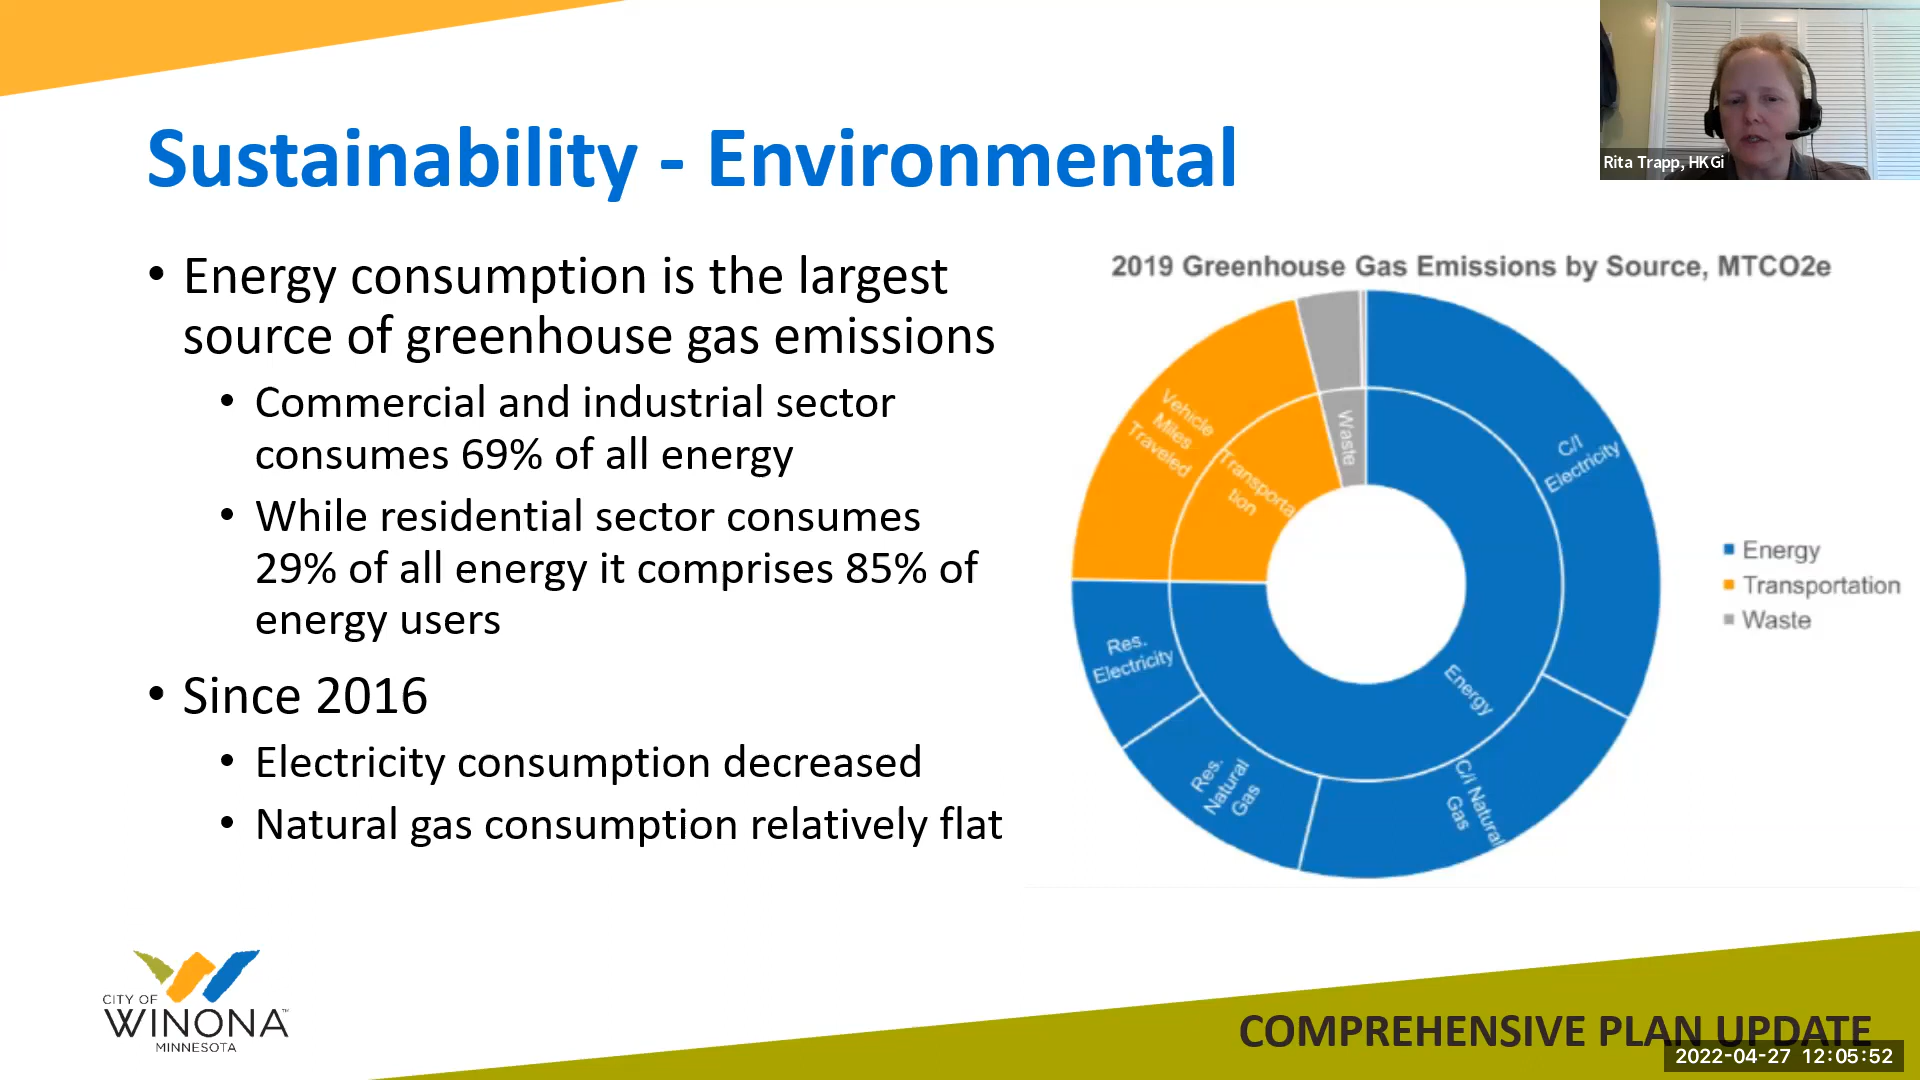 Sustainability - Environmental
Rita Trapp, HKGi
• Energy consumption is the largest
source of greenhouse gas emissions
• Commercial and industrial sector
consumes 69% of all energy
• While residential sector consumes
29% of all energy it comprises 85% of
energy users
• Since 2016
• Electricity consumption decreased
• Natural gas consumption relatively flat
2019 Greenhouse Gas Emissions by Source, MTCO2e
Vehicle
Miles
Traveled
Transporta
tion
Waste
C/I
Electricity
Res.
Electricity
Energy
Res.
Natural
Gas
C/I Natural
Gas
Energy
Transportation
Waste
CITY OF
WINONA™
MINNESOTA
COMPREHENSIVE PLAN UPDATE
2022-04-27 12:05:52